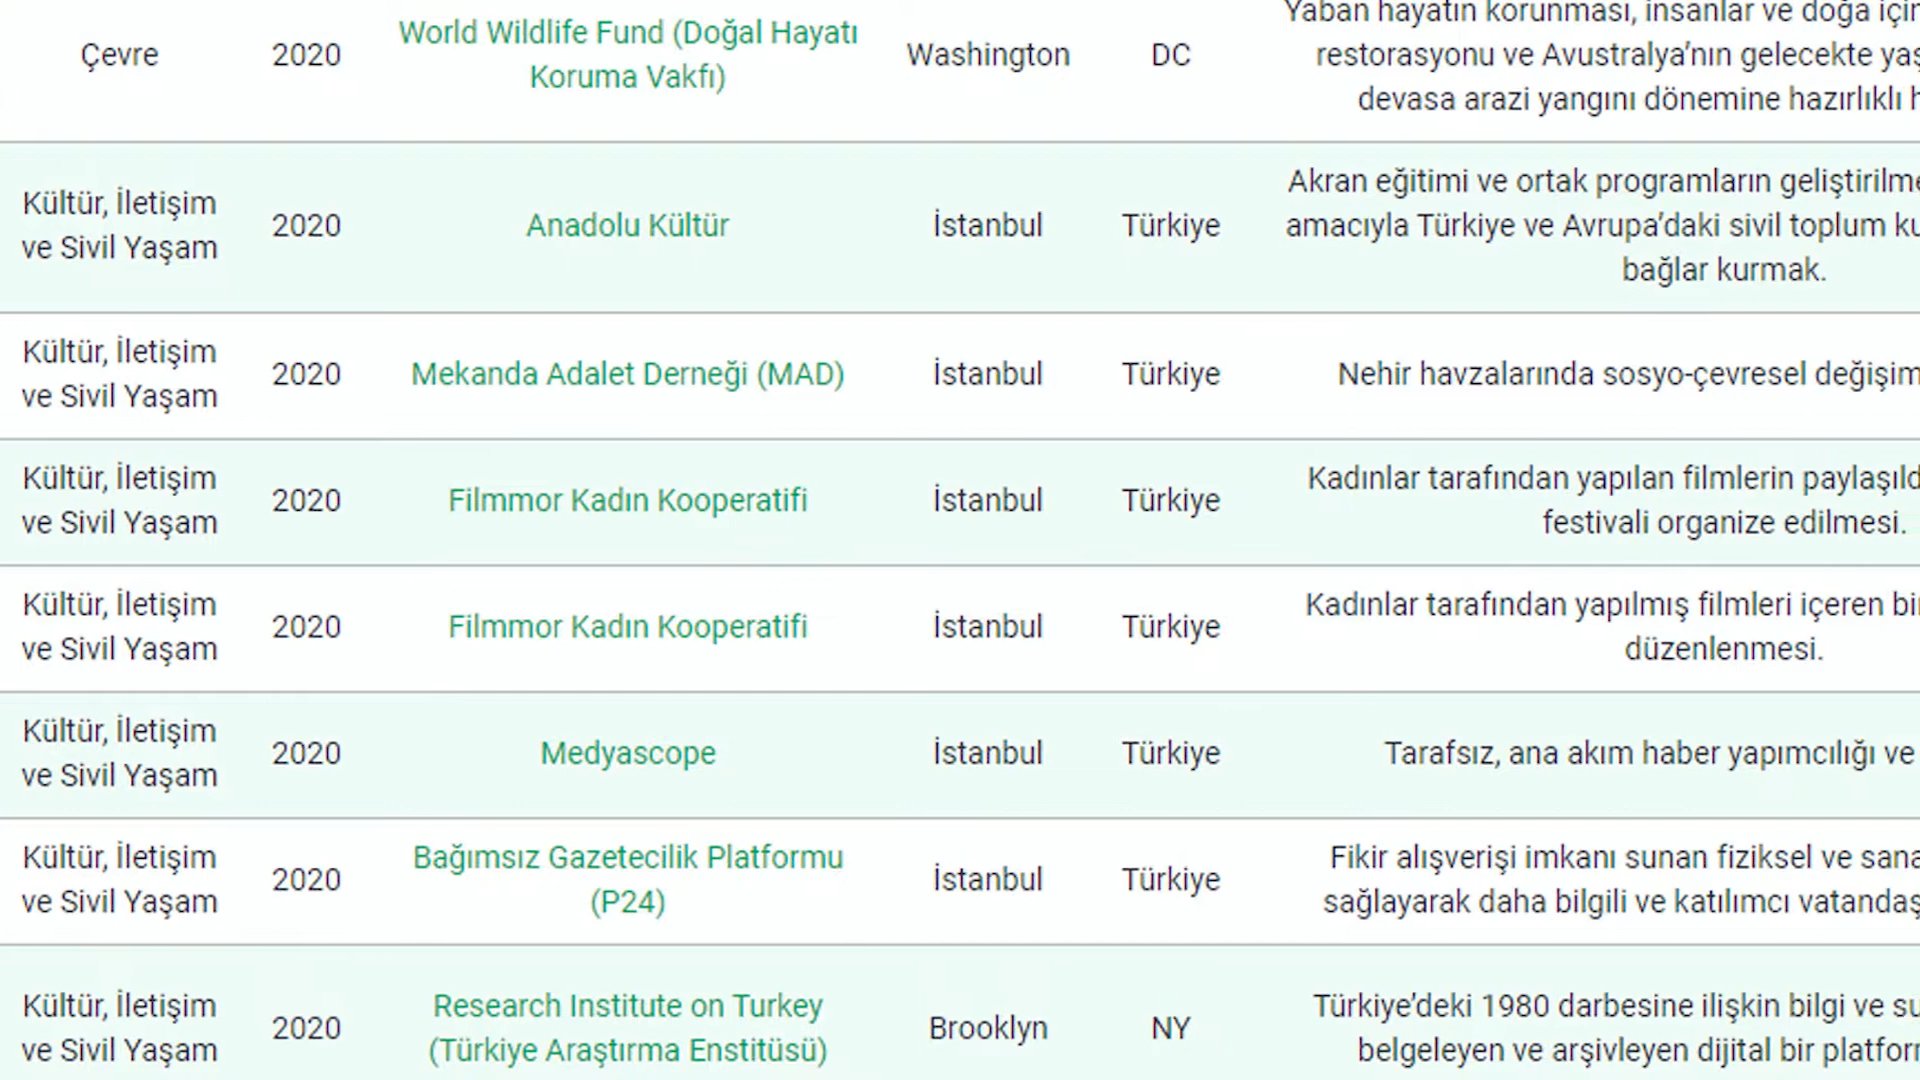 Yaban hayatın korunması, insanlar ve doğa için
Çevre 2020 World Wildlife Fund (Doğal Hayatı Koruma Vakfı) Washington DC restorasyonu ve Avustralya’nın gelecekte
devasa arazi yangını dönemine hazırlıklı
Kültür, İletişim ve Sivil Yaşam 2020 Anadolu Kültür İstanbul Türkiye Akran eğitimi ve ortak programların
amacıyla Türkiye ve Avrupa’daki sivil toplum
bağlar kurmak.
Kültür, İletişim ve Sivil Yaşam 2020 Mekanda Adalet Derneği (MAD) İstanbul Türkiye Nehir havzalarında sosyo-çevresel değişim
Kültür, İletişim ve Sivil Yaşam 2020 Filmmor Kadın Kooperatifi İstanbul Türkiye Kadınlar tarafından yapılan filmlerin
festivali organize edilmesi.
Kültür, İletişim ve Sivil Yaşam 2020 Filmmor Kadın Kooperatifi İstanbul Türkiye Kadınlar tarafından yapılmış filmleri içeren
düzenlenmesi.
Kültür, İletişim ve Sivil Yaşam 2020 Medyascope İstanbul Türkiye Tarafsız, ana akım haber yapımcılığı ve
Kültür, İletişim ve Sivil Yaşam 2020 Bağımsız Gazetecilik Platformu (P24) İstanbul Türkiye Fikir alışverişi imkanı sunan fiziksel ve
sağlayarak daha bilgili ve katılımcı
Kültür, İletişim ve Sivil Yaşam 2020 Research Institute on Turkey (Türkiye Araştırma Enstitüsü) Brooklyn NY Türkiye’deki 1980 darbesine ilişkin bilgi ve
belgeleyen ve arşivleyen dijital bir